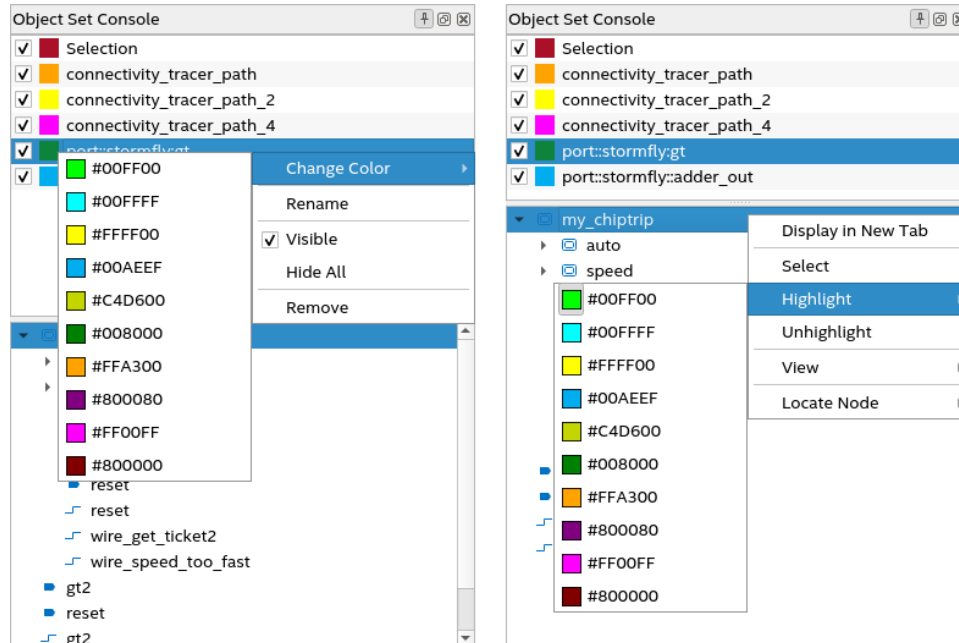 Object Set Console
Selection
connectivity_tracer_path
connectivity_tracer_path_2
connectivity_tracer_path_4
port::stormfly:gt
#00FF00
#00FFFF
#FFFF00
#00AEEF
#C4D600
#008000
#FFA300
#800080
#FF00FF
#800000
Change Color
Rename
Visible
Hide All
Remove
reset
reset
wire_get_ticket2
wire_speed_too_fast
gt2
reset
gt2
Object Set Console
Selection
connectivity_tracer_path
connectivity_tracer_path_2
connectivity_tracer_path_4
port::stormfly:gt
port::stormfly::adder_out
my_chiptrip
auto
speed
#00FF00
#00FFFF
#FFFF00
#00AEEF
#C4D600
#008000
#FFA300
#800080
#FF00FF
#800000
Display in New Tab
Select
Highlight
Unhighlight
View
Locate Node